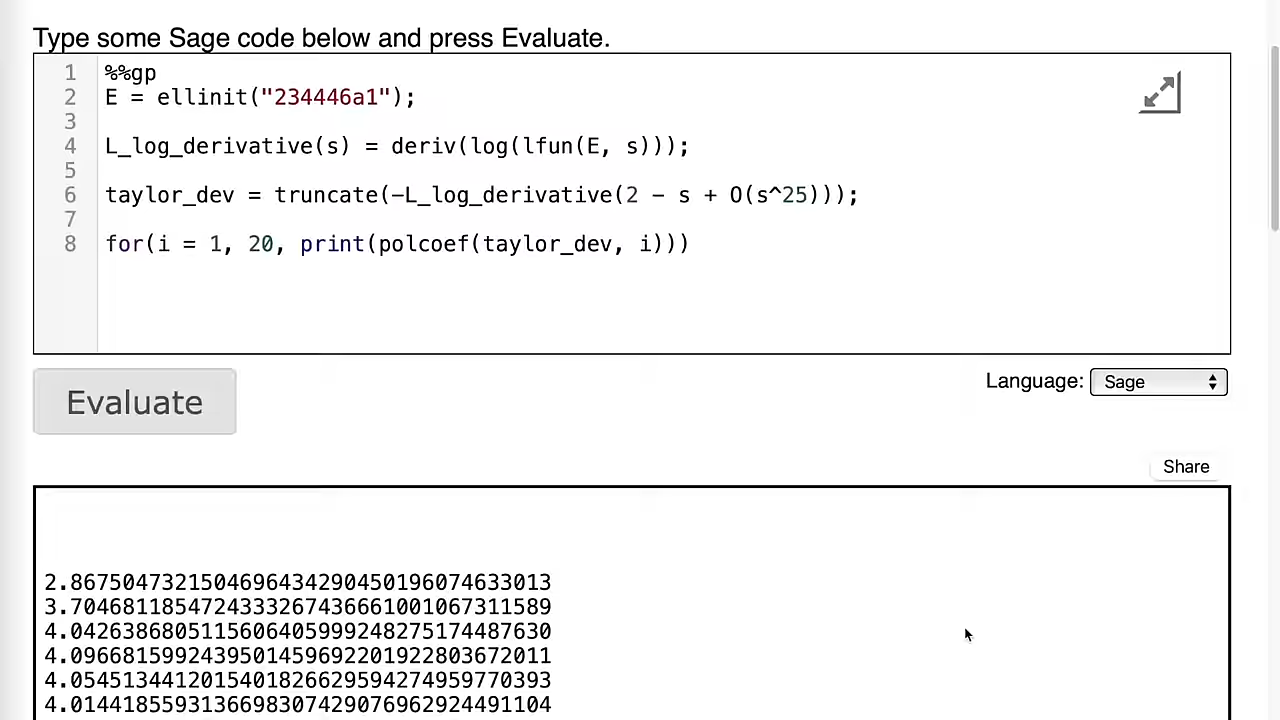 Type some Sage code below and press Evaluate.
1 %%gp
2 E = ellinit("234446a1");
3
4 L_log_derivative(s) = deriv(log(lfun(E, s)));
5
6 taylor_dev = truncate(-L_log_derivative(2 - s + O(s^25)));
7
8 for(i = 1, 20, print(polcoef(taylor_dev, i)))
Evaluate
Language: Sage
Share
2.8675047321504696434290450196074633013
3.7046811854724333267436661001067311589
4.0426386805115606405999248275174487630
4.0966815992439501459692201922803672011
4.0545134412015401826629594274959770393
4.0144185593136698307429076962924491104